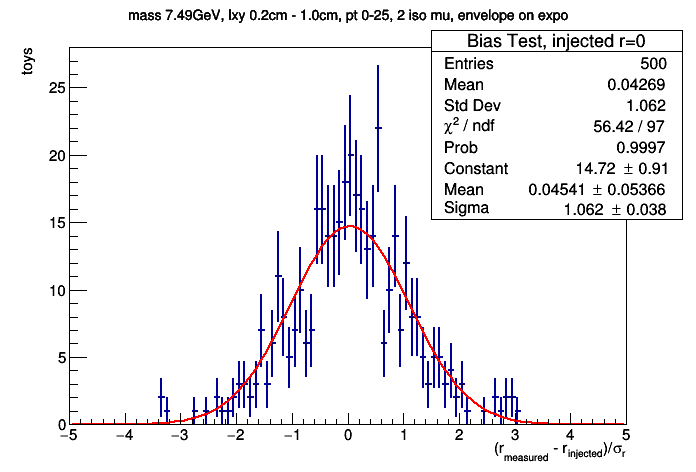 mass 7.49GeV, lxy 0.2cm - 1.0cm, pt 0-25, 2 iso mu, envelope on expo
Bias Test, injected r=0
Entries 500
Mean 0.04269
Std Dev 1.062
χ² / ndf 56.42 / 97
Prob 0.9997
Constant 14.72 ± 0.91
Mean 0.04541 ± 0.05366
Sigma 1.062 ± 0.038
toys
25
20
15
10
5
0
−5 −4 −3 −2 −1 0 1 2 3 4 5
(r_measured - r_injected)/σ_r